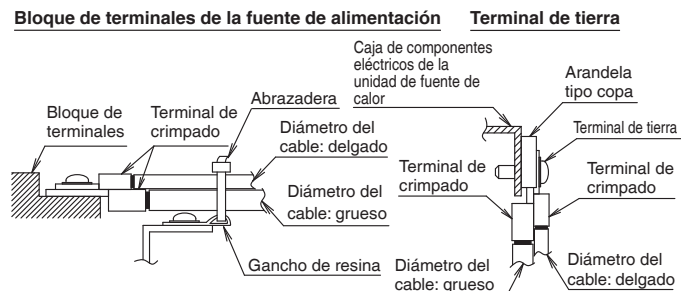 Bloque de terminales de la fuente de alimentación
Terminal de tierra
Bloque de
terminales
Terminal de
crimpado
Abrazadera
Diámetro del
cable: delgado
Diámetro del
cable: grueso
Gancho de resina
Caja de componentes
eléctricos de la
unidad de fuente de
calor
Arandela
tipo copa
Terminal de tierra
Terminal de
crimpado
Terminal de
crimpado
Diámetro del
cable: grueso
Diámetro del
cable: delgado